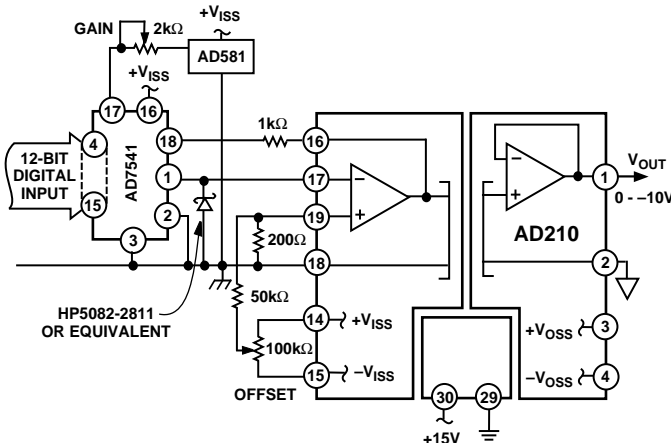 +VISS
GAIN
2kΩ
AD581
+VISS
17
16
4
18
1kΩ
16
12-BIT
DIGITAL
INPUT
AD7541
1
17
−
−
1
VOUT
0 - –10V
15
2
19
+
+
AD210
200Ω
3
18
2
HP5082-2811
OR EQUIVALENT
50kΩ
14
+VISS
+VOSS
3
100kΩ
OFFSET
15
–VISS
–VOSS
4
30
29
+15V